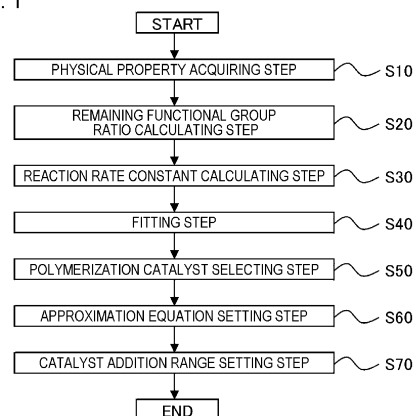 . 1
START
PHYSICAL PROPERTY ACQUIRING STEP
S10
REMAINING FUNCTIONAL GROUP
RATIO CALCULATING STEP
S20
REACTION RATE CONSTANT CALCULATING STEP
S30
FITTING STEP
S40
POLYMERIZATION CATALYST SELECTING STEP
S50
APPROXIMATION EQUATION SETTING STEP
S60
CATALYST ADDITION RANGE SETTING STEP
S70
END